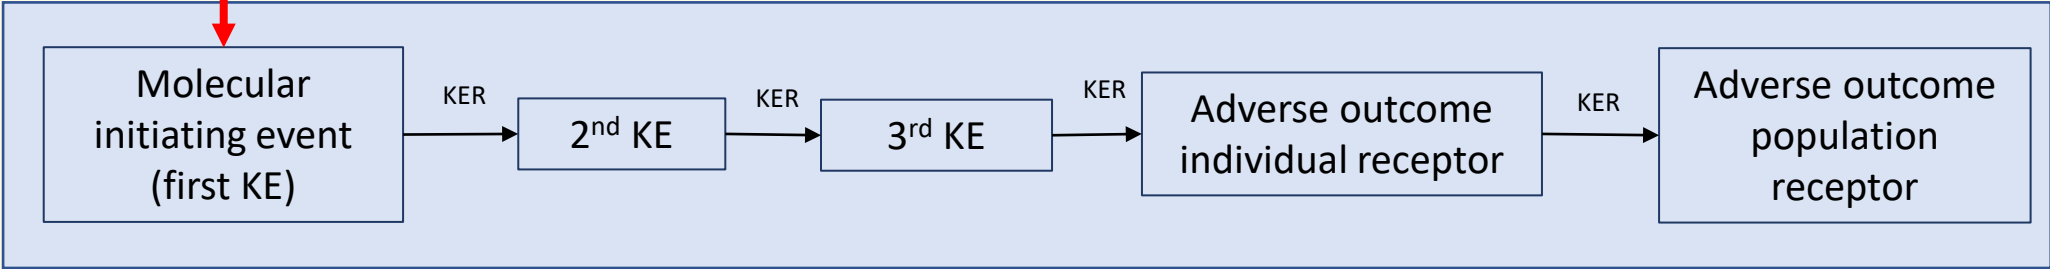 Molecular
initiating event
(first KE)
KER
2nd KE
KER
3rd KE
KER
Adverse outcome
individual receptor
KER
Adverse outcome
population
receptor